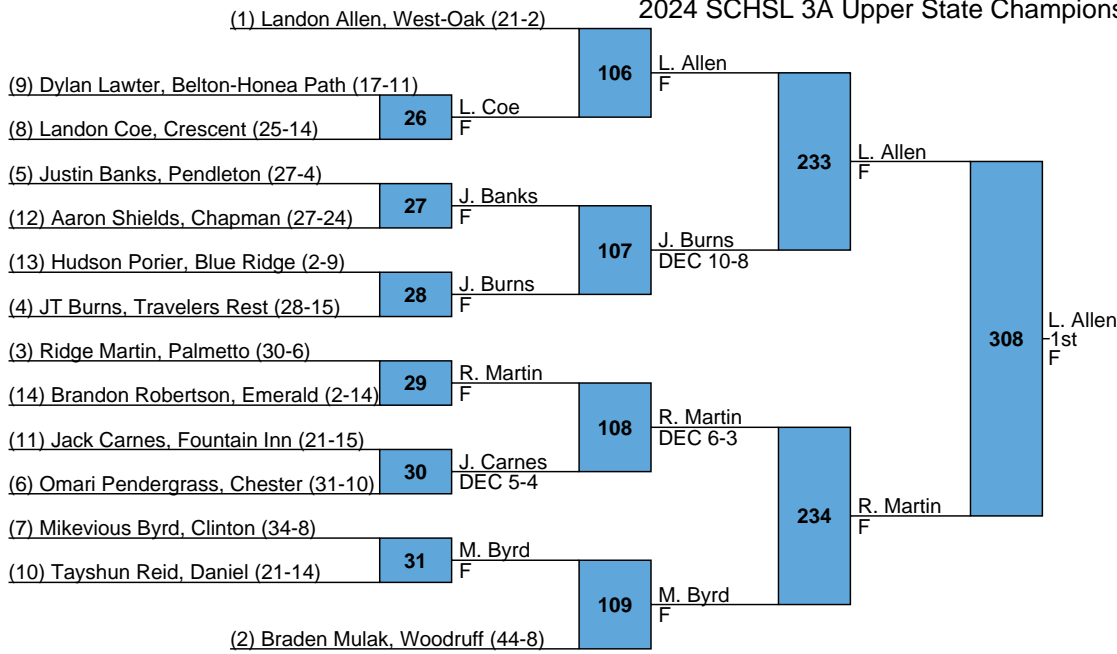 2024 SCHSL 3A Upper State Champions
(1) Landon Allen, West-Oak (21-2)
106
L. Allen
F
(9) Dylan Lawter, Belton-Honea Path (17-11)
26
L. Coe
F
(8) Landon Coe, Crescent (25-14)
233
L. Allen
F
(5) Justin Banks, Pendleton (27-4)
27
J. Banks
F
(12) Aaron Shields, Chapman (27-24)
107
J. Burns
DEC 10-8
(13) Hudson Porier, Blue Ridge (2-9)
28
J. Burns
F
(4) JT Burns, Travelers Rest (28-15)
308
L. Allen
1st
F
(3) Ridge Martin, Palmetto (30-6)
29
R. Martin
F
(14) Brandon Robertson, Emerald (2-14)
108
R. Martin
DEC 6-3
(11) Jack Carnes, Fountain Inn (21-15)
30
J. Carnes
DEC 5-4
(6) Omari Pendergrass, Chester (31-10)
234
R. Martin
F
(7) Mikevious Byrd, Clinton (34-8)
31
M. Byrd
F
(10) Tayshun Reid, Daniel (21-14)
109
M. Byrd
F
(2) Braden Mulak, Woodruff (44-8)